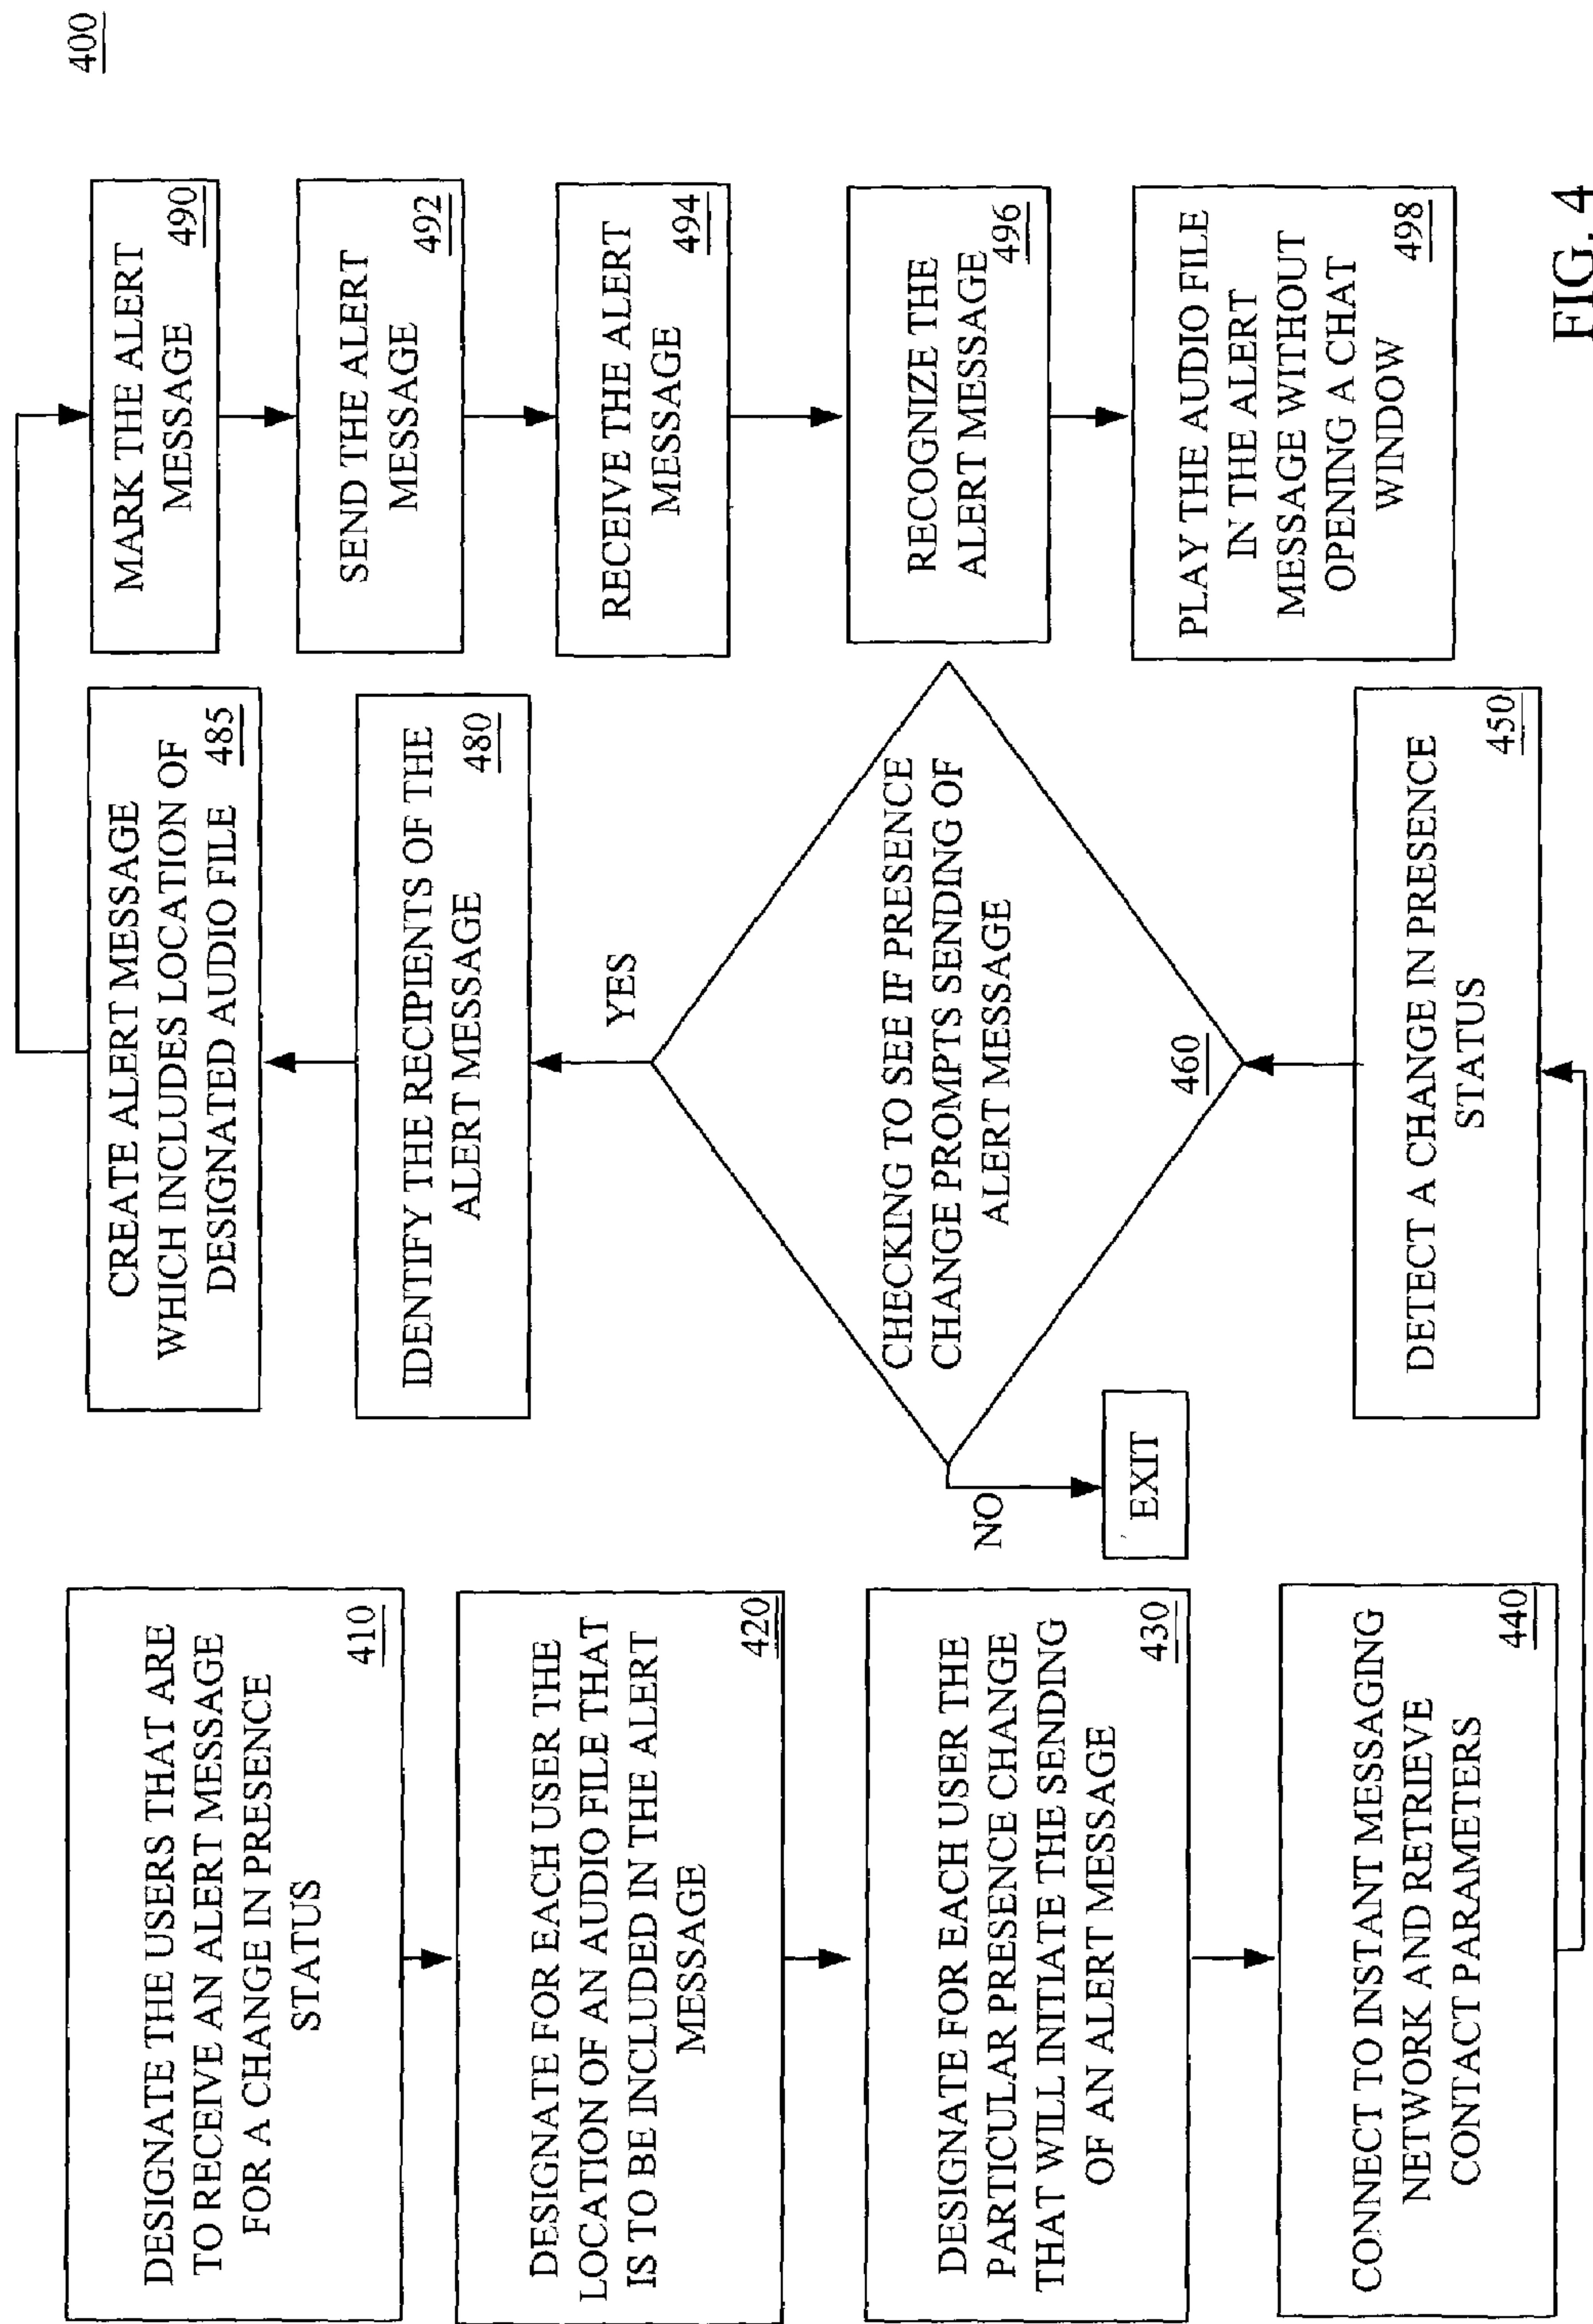 400
DESIGNATE THE USERS THAT ARE
TO RECEIVE AN ALERT MESSAGE
FOR A CHANGE IN PRESENCE
STATUS
410
DESIGNATE FOR EACH USER THE
LOCATION OF AN AUDIO FILE THAT
IS TO BE INCLUDED IN THE ALERT
MESSAGE
420
DESIGNATE FOR EACH USER THE
PARTICULAR PRESENCE CHANGE
THAT WILL INITIATE THE SENDING
OF AN ALERT MESSAGE
430
CONNECT TO INSTANT MESSAGING
NETWORK AND RETRIEVE
CONTACT PARAMETERS
440
DETECT A CHANGE IN PRESENCE
STATUS
450
CHECKING TO SEE IF PRESENCE
CHANGE PROMPTS SENDING OF
ALERT MESSAGE
460
NO
EXIT
YES
IDENTIFY THE RECIPIENTS OF THE
ALERT MESSAGE
480
CREATE ALERT MESSAGE
WHICH INCLUDES LOCATION OF
DESIGNATED AUDIO FILE 485
MARK THE ALERT
MESSAGE
490
SEND THE ALERT
MESSAGE
492
RECEIVE THE ALERT
MESSAGE
494
RECOGNIZE THE
ALERT MESSAGE
496
PLAY THE AUDIO FILE
IN THE ALERT
MESSAGE WITHOUT
OPENING A CHAT
WINDOW
498
FIG. 4